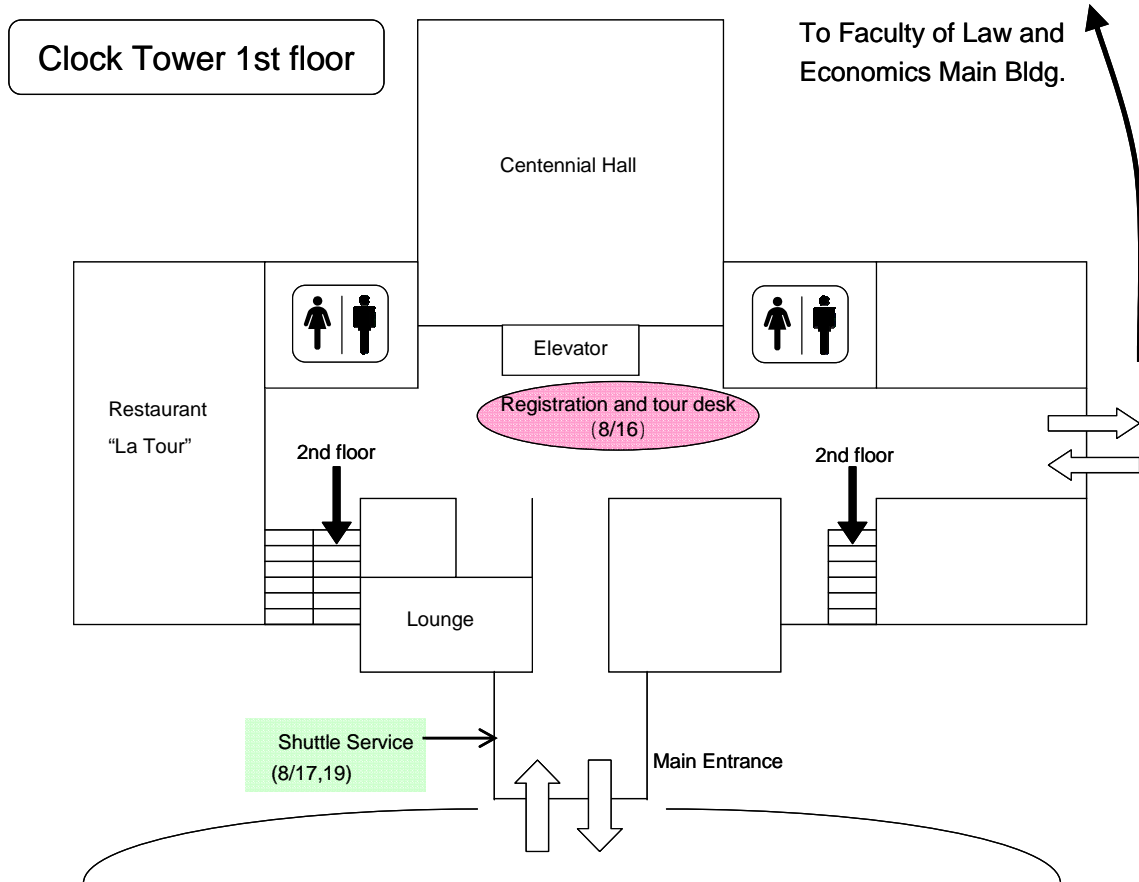 Clock Tower 1st floor
To Faculty of Law and
Economics Main Bldg.
Centennial Hall
Elevator
Registration and tour desk
(8/16)
Restaurant
“La Tour”
2nd floor
2nd floor
Lounge
Shuttle Service
(8/17,19)
Main Entrance